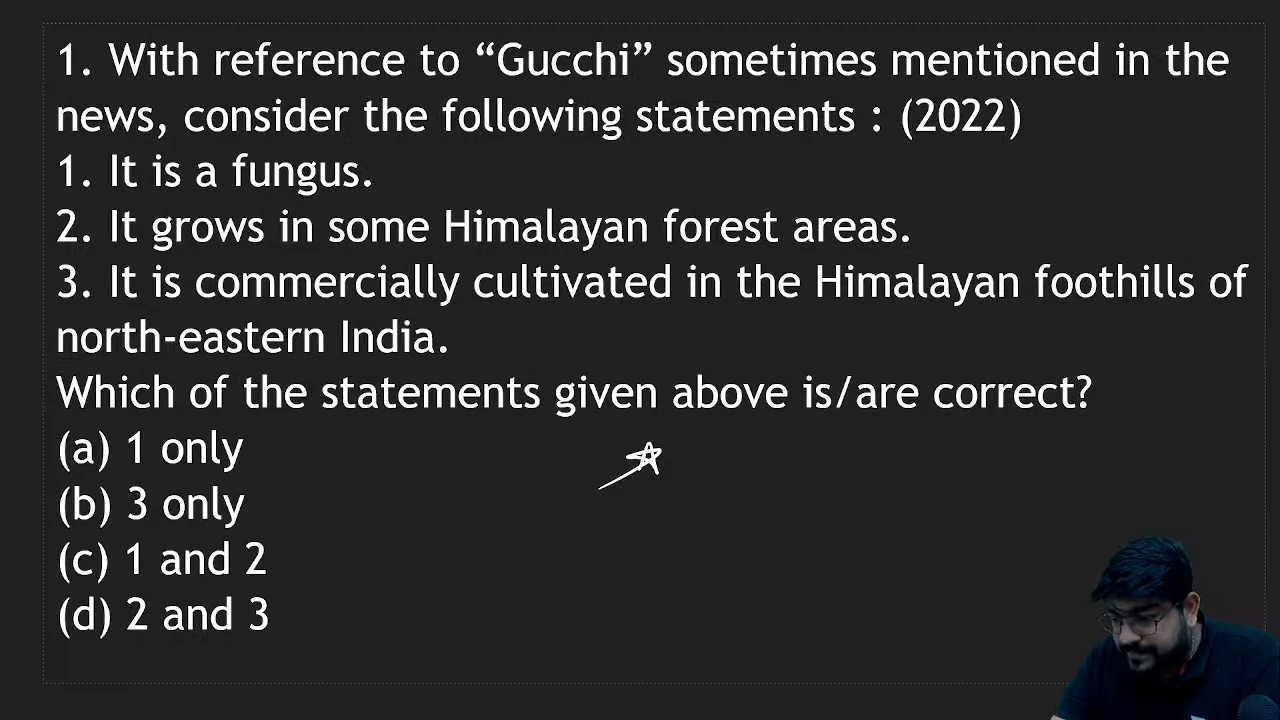 1. With reference to “Gucchi” sometimes mentioned in the
news, consider the following statements : (2022)
1. It is a fungus.
2. It grows in some Himalayan forest areas.
3. It is commercially cultivated in the Himalayan foothills of
north-eastern India.
Which of the statements given above is/are correct?
(a) 1 only
(b) 3 only
(c) 1 and 2
(d) 2 and 3